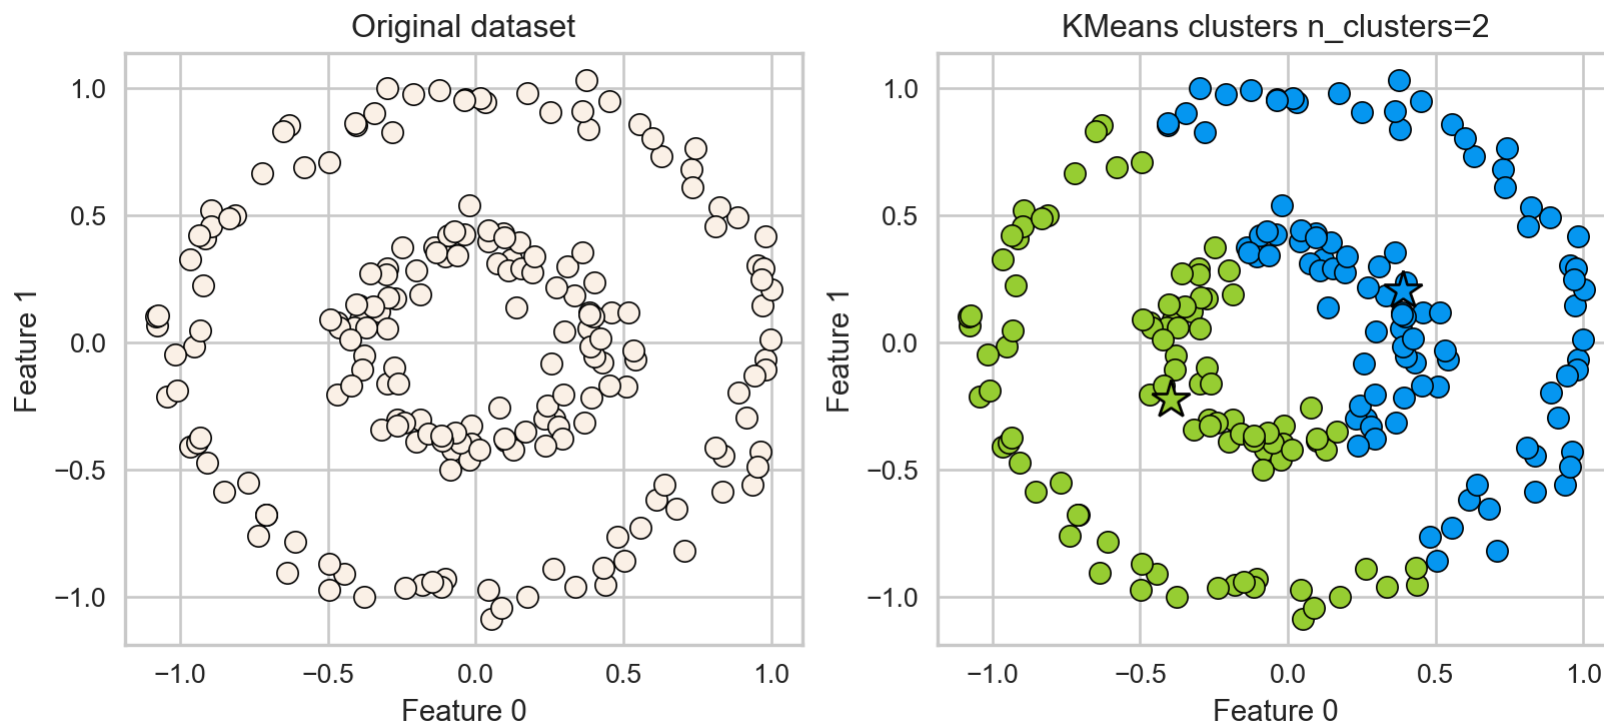 Original dataset
1.0
0.5
0.0
−0.5
−1.0
Feature 1
−1.0 −0.5 0.0 0.5 1.0
Feature 0
KMeans clusters n_clusters=2
1.0
0.5
0.0
−0.5
−1.0
Feature 1
−1.0 −0.5 0.0 0.5 1.0
Feature 0